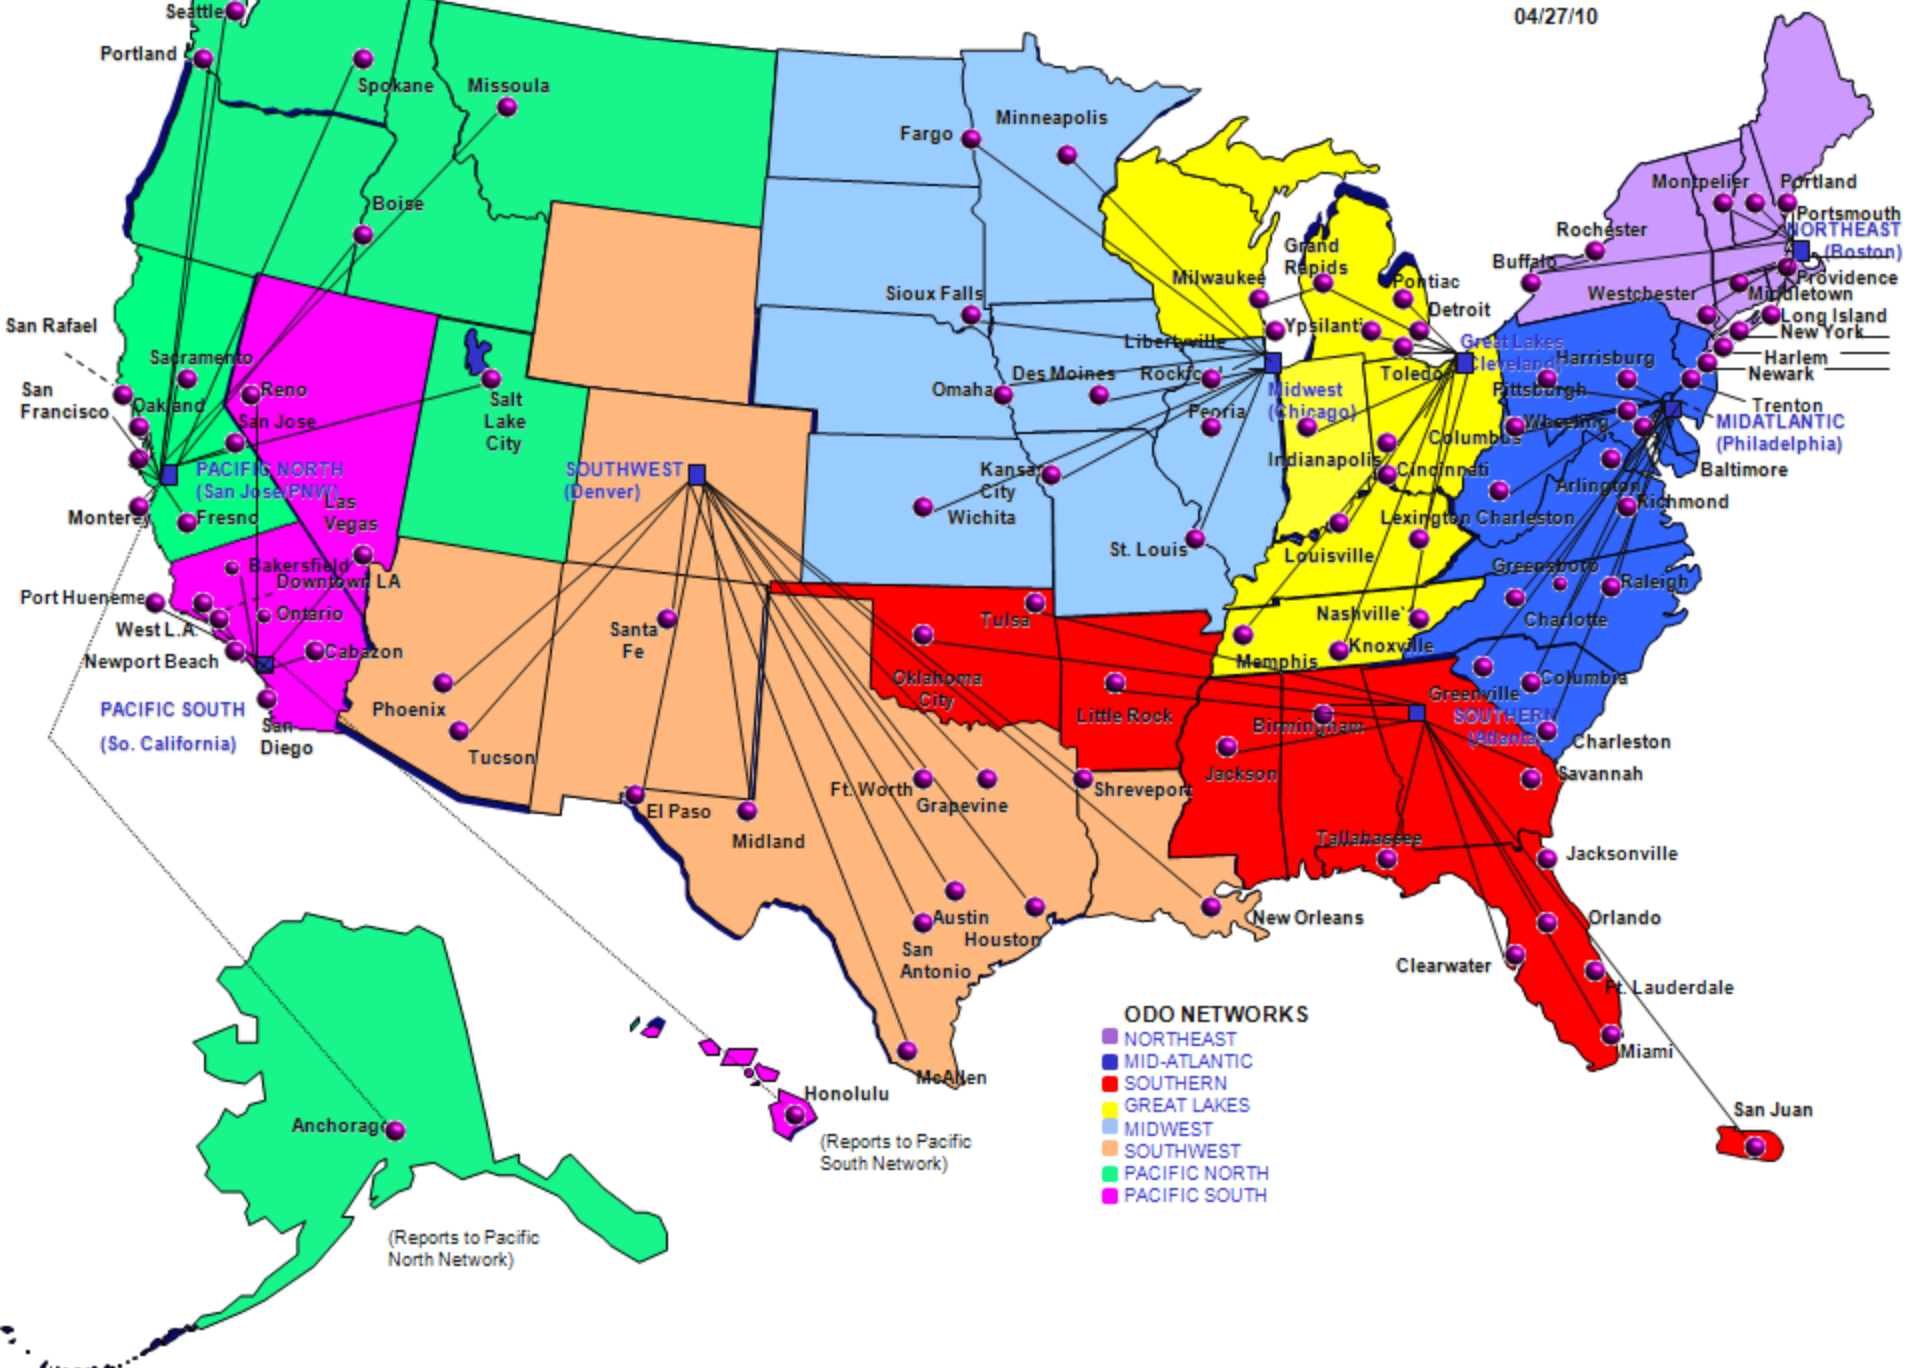 04/27/10
Seattle
Portland
Spokane
Missoula
Boise
Fargo
Minneapolis
Sioux Falls
Milwaukee
Grand
Rapids
Pontiac
Detroit
Ypsilanti
Libertyville
Great Lakes
(Cleveland)
Toledo
Montpelier
Portland
Portsmouth
NORTHEAST
(Boston)
Rochester
Buffalo
Providence
Westchester
Middletown
Long Island
New York
Harlem
Newark
Harrisburg
Pittsburgh
Trenton
MIDATLANTIC
(Philadelphia)
Wheeling
Baltimore
Arlington
Richmond
Charleston
San Rafael
Sacramento
San
Francisco
Oakland
Reno
San Jose
Salt
Lake
City
PACIFIC NORTH
(San Jose/PNW)
Las
Vegas
Monterey
Fresno
SOUTHWEST
(Denver)
Omaha
Des Moines
Rockford
Peoria
Midwest
(Chicago)
Kansas
City
Wichita
St. Louis
Columbus
Indianapolis
Cincinnati
Lexington
Louisville
Greensboro
Raleigh
Charlotte
Nashville
Knoxville
Memphis
Columbia
Greenville
SOUTHERN
(Atlanta)
Charleston
Savannah
Bakersfield
Downtown LA
Port Hueneme
Ontario
West L.A.
Newport Beach
Cabazon
PACIFIC SOUTH
(So. California)
San
Diego
Phoenix
Tucson
Santa
Fe
El Paso
Midland
Tulsa
Oklahoma
City
Little Rock
Birmingham
Jackson
Ft. Worth
Grapevine
Shreveport
Tallahassee
Jacksonville
Austin
San
Antonio
Houston
New Orleans
McAllen
Orlando
Clearwater
Ft. Lauderdale
Miami
San Juan
Anchorage
(Reports to Pacific
North Network)
Honolulu
(Reports to Pacific
South Network)
ODO NETWORKS
NORTHEAST
MID-ATLANTIC
SOUTHERN
GREAT LAKES
MIDWEST
SOUTHWEST
PACIFIC NORTH
PACIFIC SOUTH